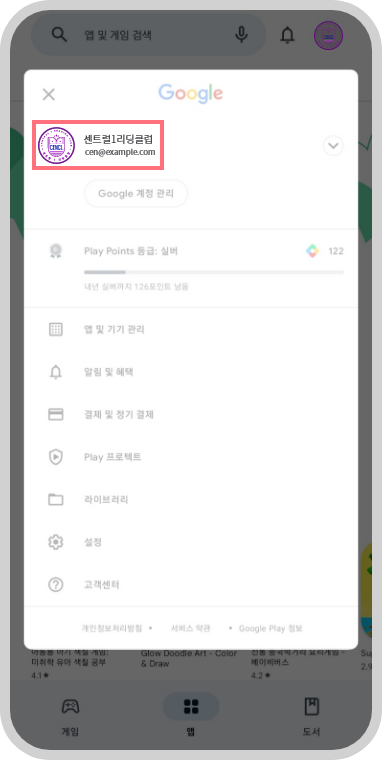 앱 및 게임 검색
Google
센트럴1리딩클럽
cen@example.com
Google 계정 관리
Play Points 등급: 실버
122
내년 실버까지 126포인트 남음
앱 및 기기 관리
알림 및 혜택
결제 및 정기 결제
Play 프로텍트
라이브러리
설정
고객센터
개인정보처리방침 • 서비스 약관 • Google Play 정보
미취학 유아 색칠 공부
4.1★
Glow Doodle Art - Color
& Draw
베이비버스
4.2★
2.9
게임
앱
도서